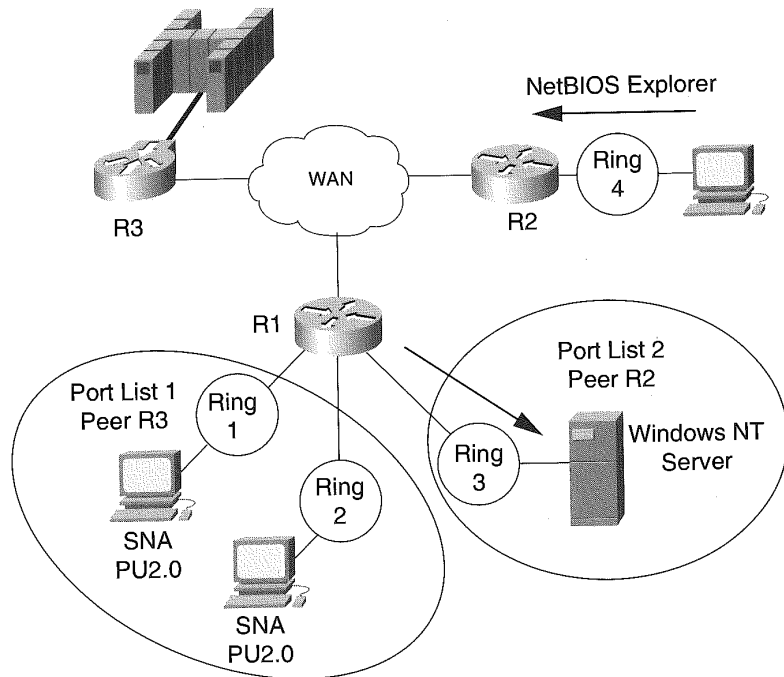 NetBIOS Explorer
WAN
Ring
4
R3
R2
R1
Port List 1
Peer R3
Ring
1
Port List 2
Peer R2
Ring
2
Ring
3
Windows NT
Server
SNA
PU2.0
SNA
PU2.0